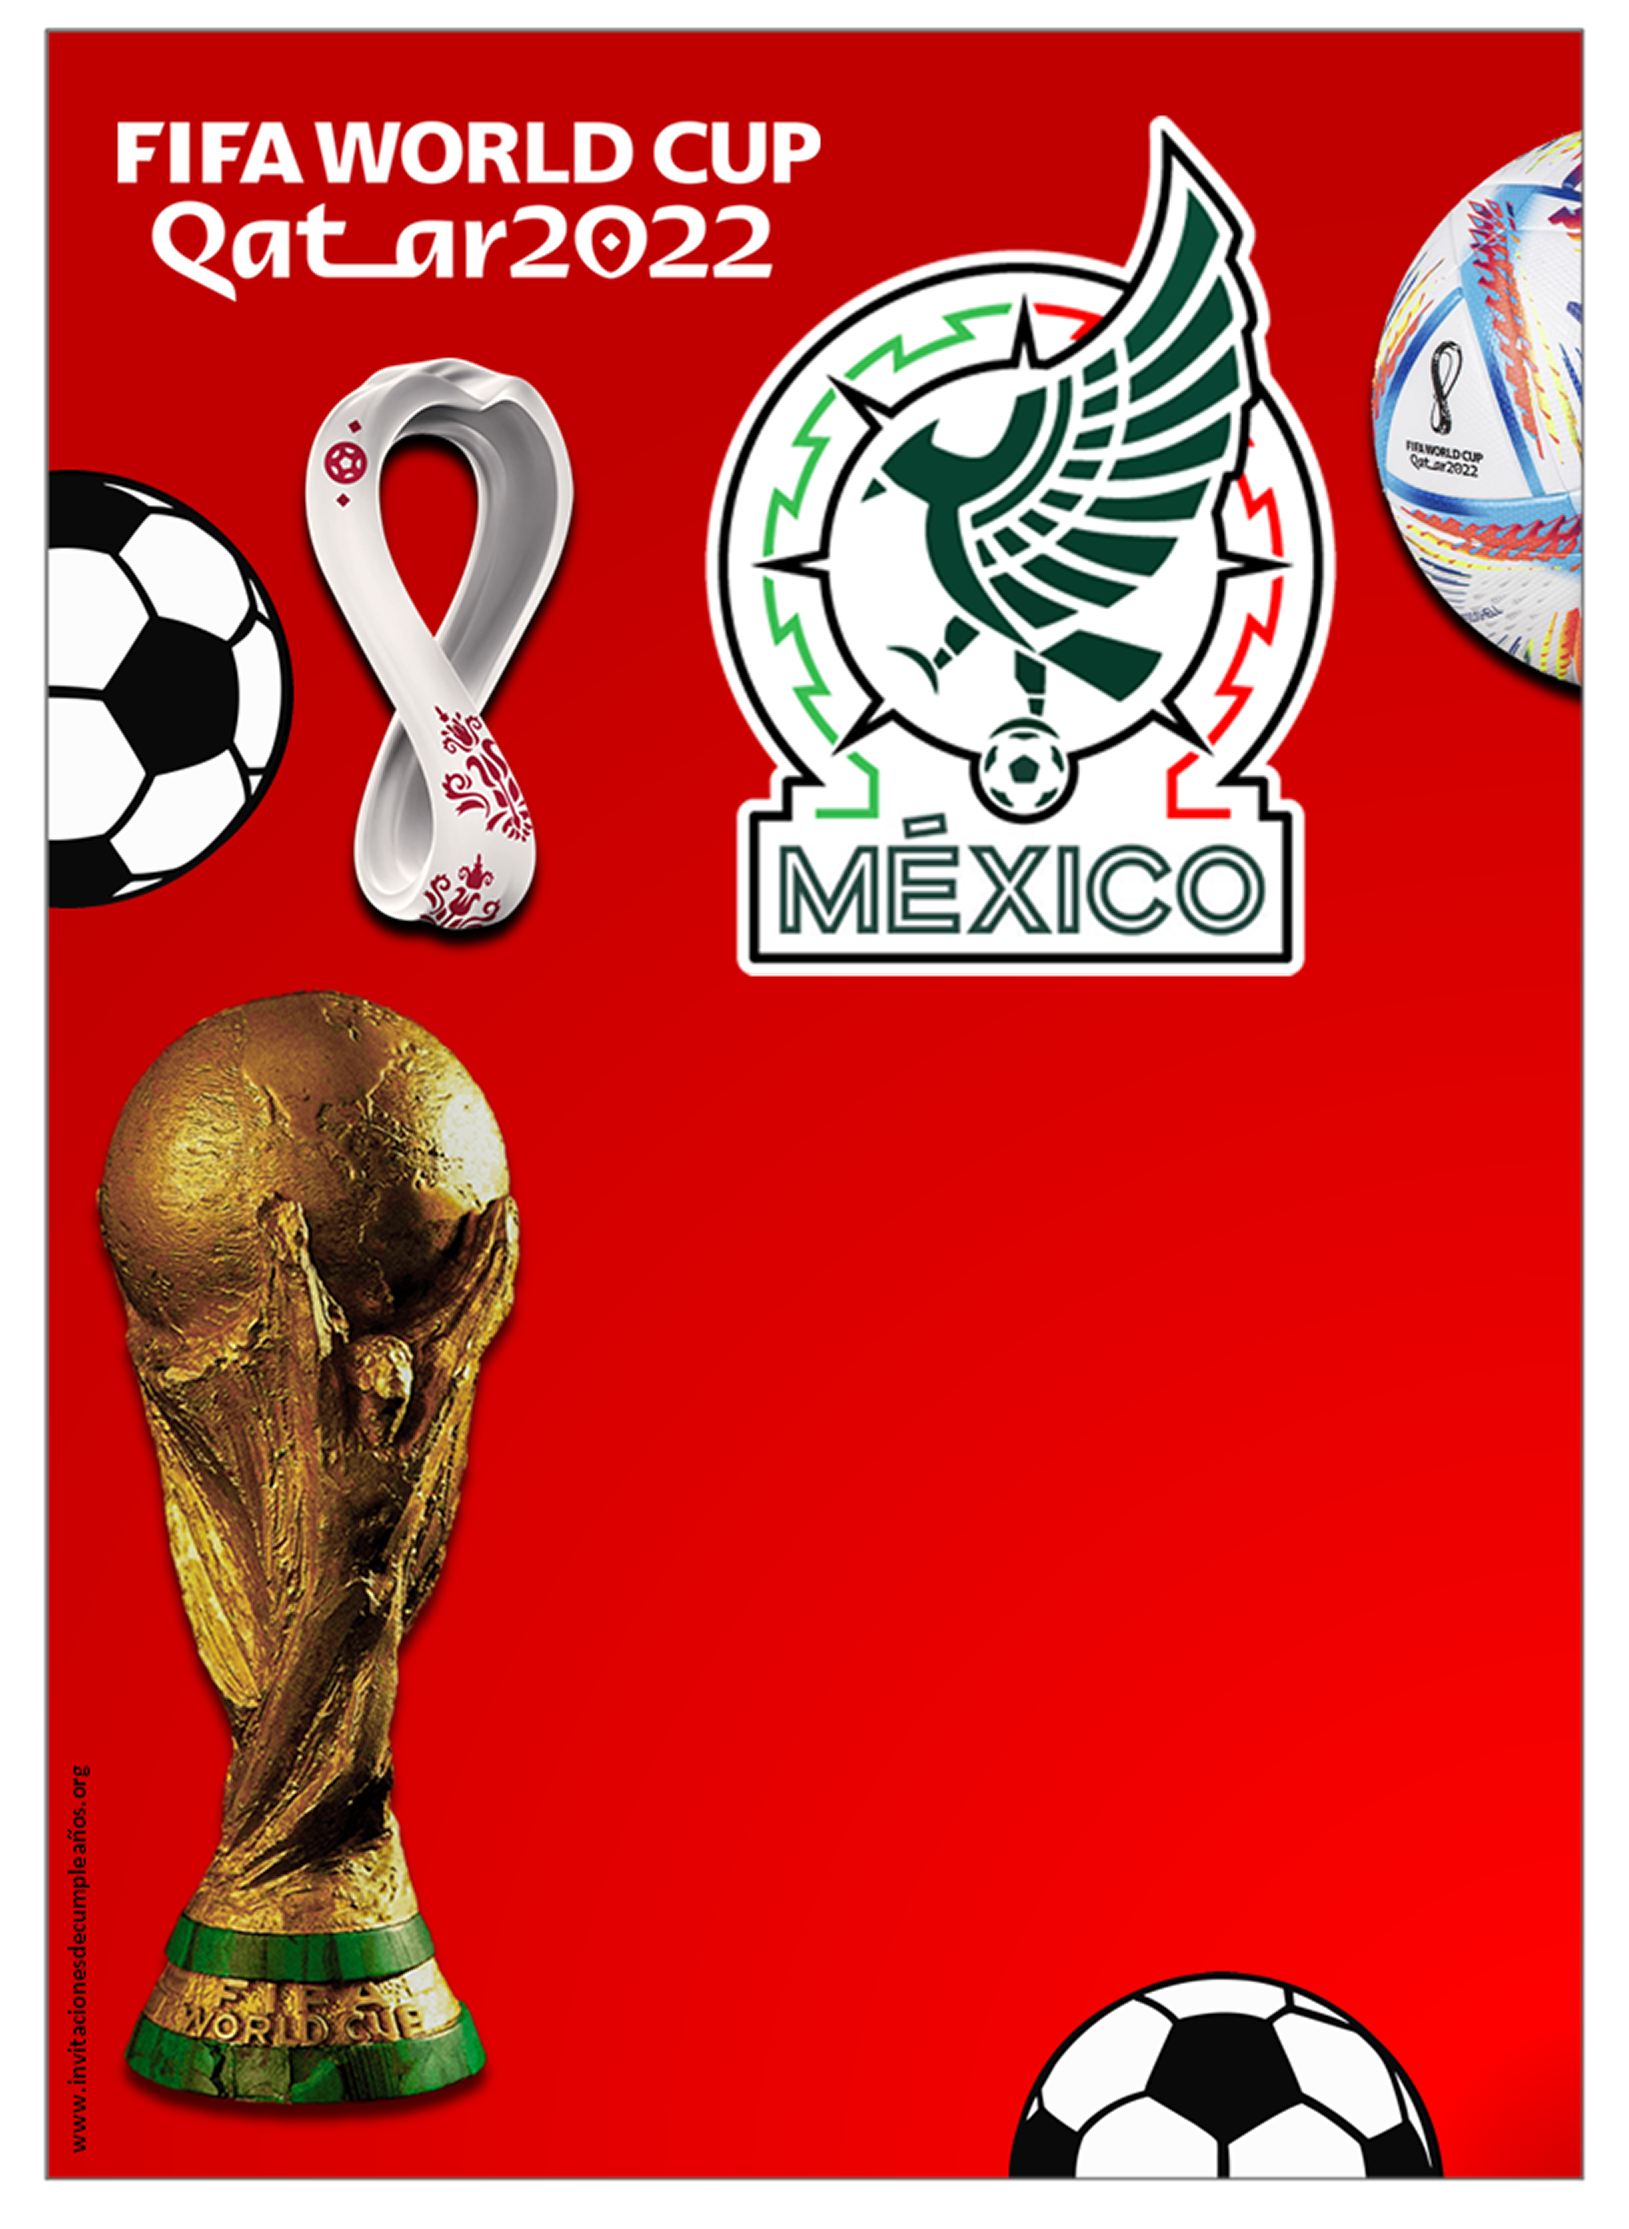 FIFA WORLD CUP
Qatar2022
FIFA WORLD CUP
Qatar2022
MÉXICO
FIFA
WORLD CUP
www.invitacionesdecumpleaños.org